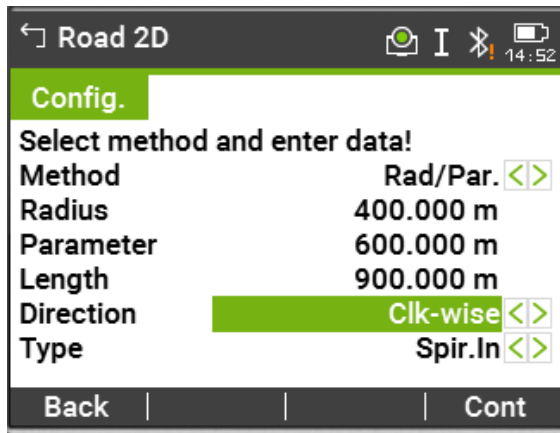 Road 2D
I
14:52
Config.
Select method and enter data!
Method Rad/Par.
Radius 400.000 m
Parameter 600.000 m
Length 900.000 m
Direction Clk-wise
Type Spir.In
Back Cont